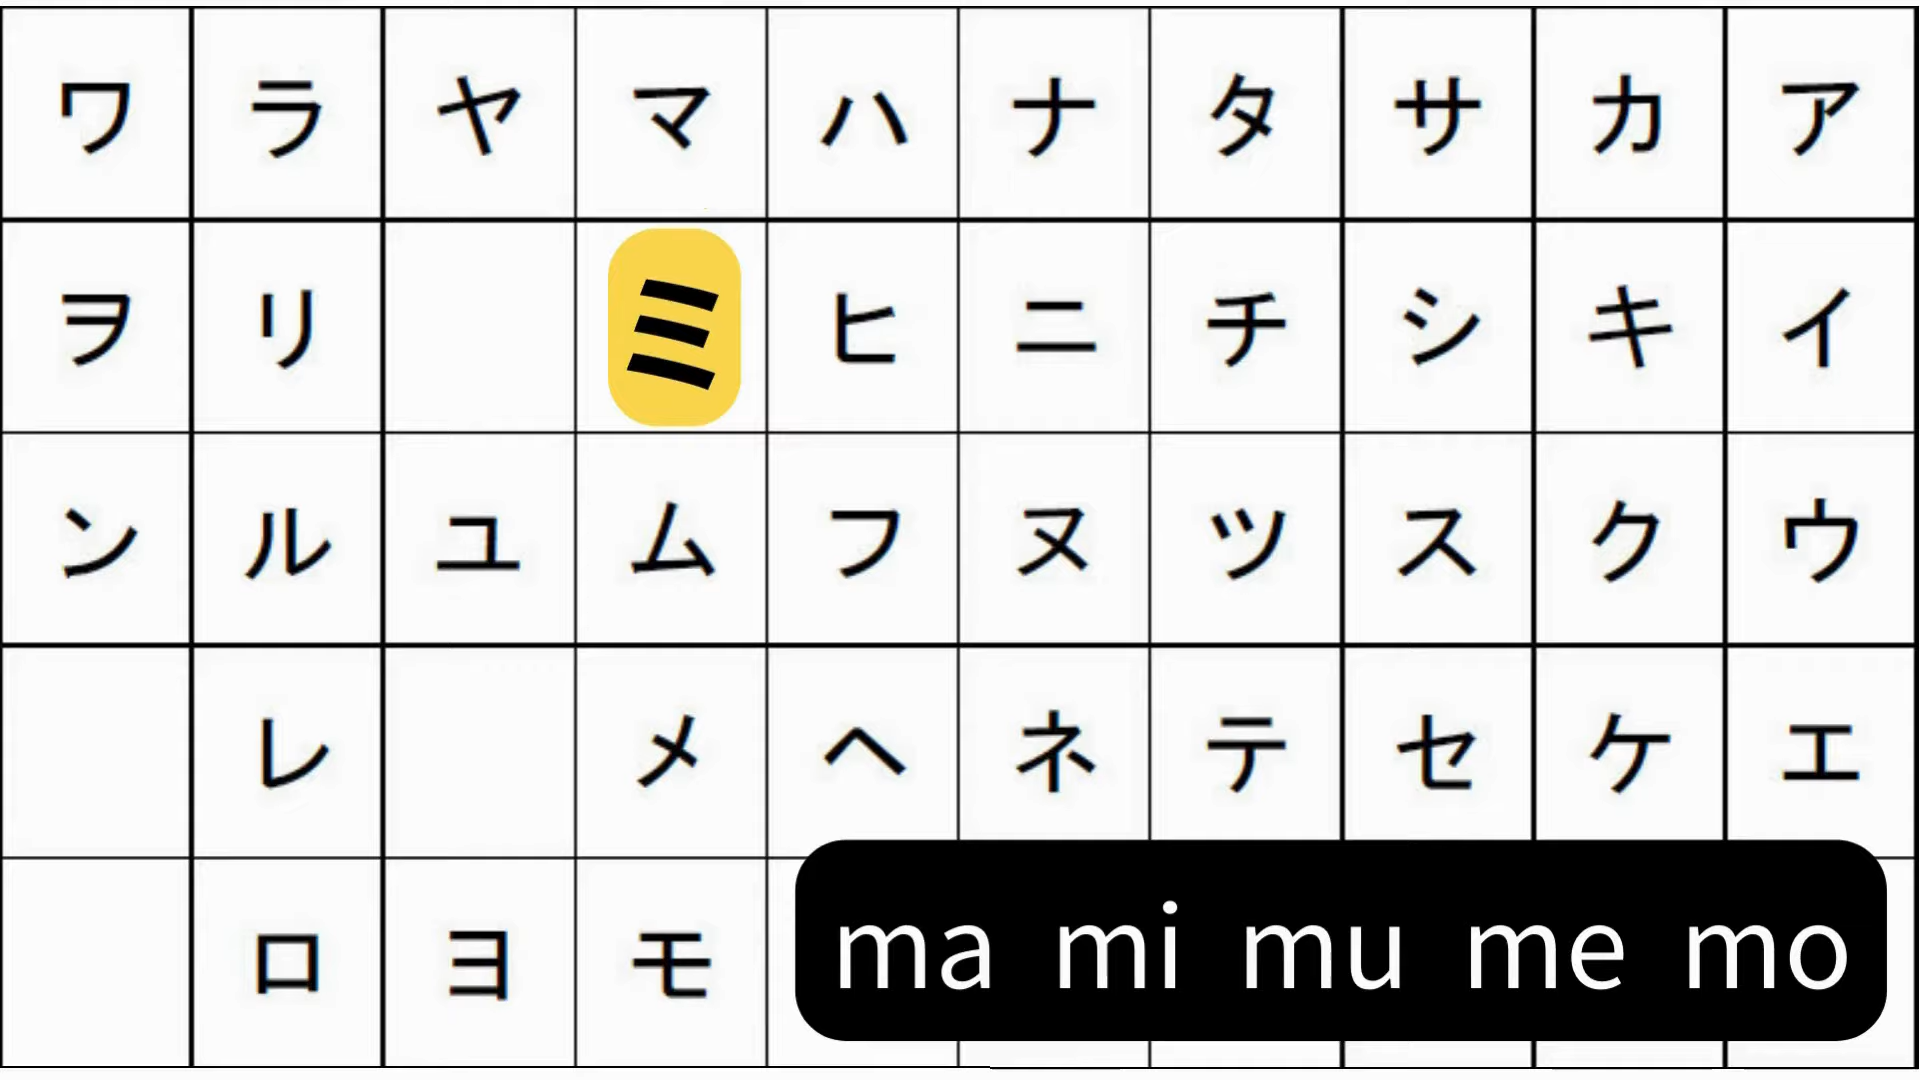 ワ ラ ヤ マ ハ ナ タ サ カ ア
ヲ リ ミ ヒ ニ チ シ キ イ
ン ル ユ ム フ ヌ ツ ス ク ウ
レ メ ヘ ネ テ セ ケ エ
ロ ヨ モ
ma mi mu me mo